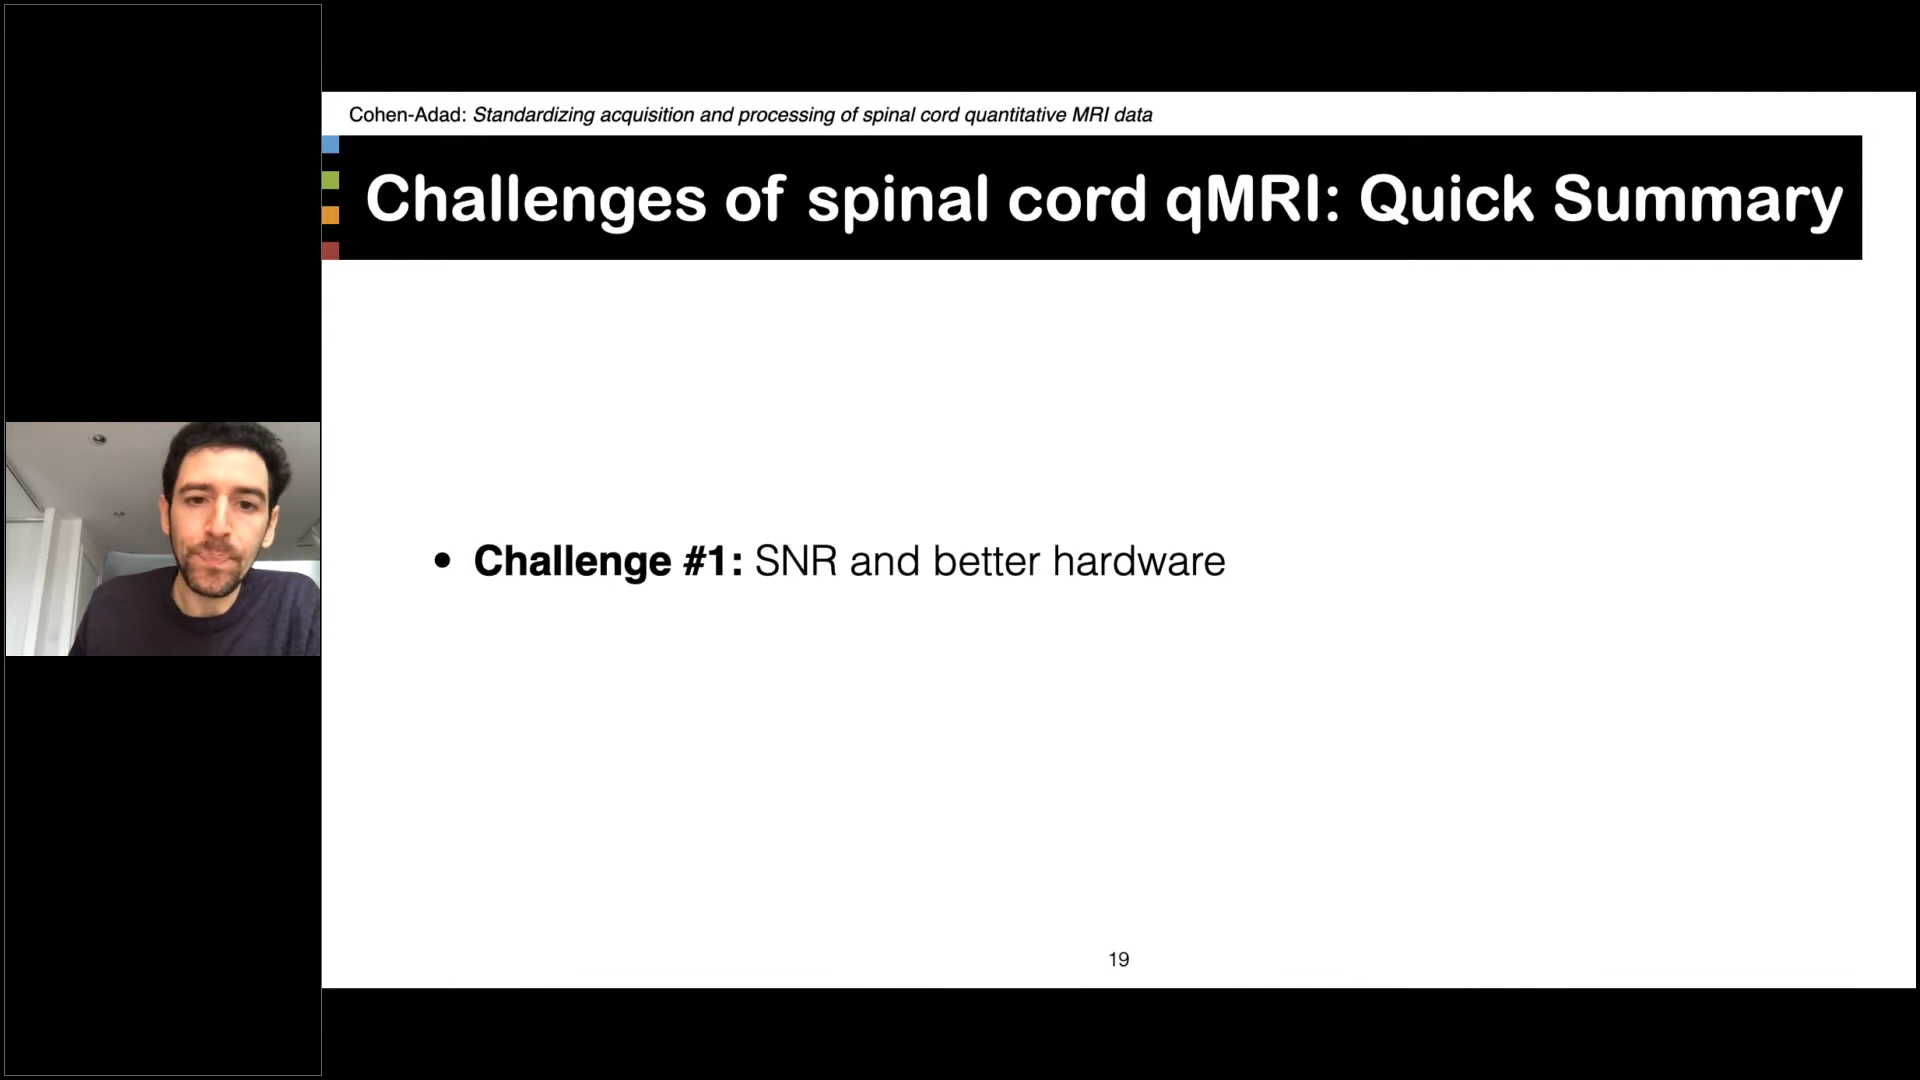 Cohen-Adad: Standardizing acquisition and processing of spinal cord quantitative MRI data
Challenges of spinal cord qMRI: Quick Summary
• Challenge #1: SNR and better hardware
19